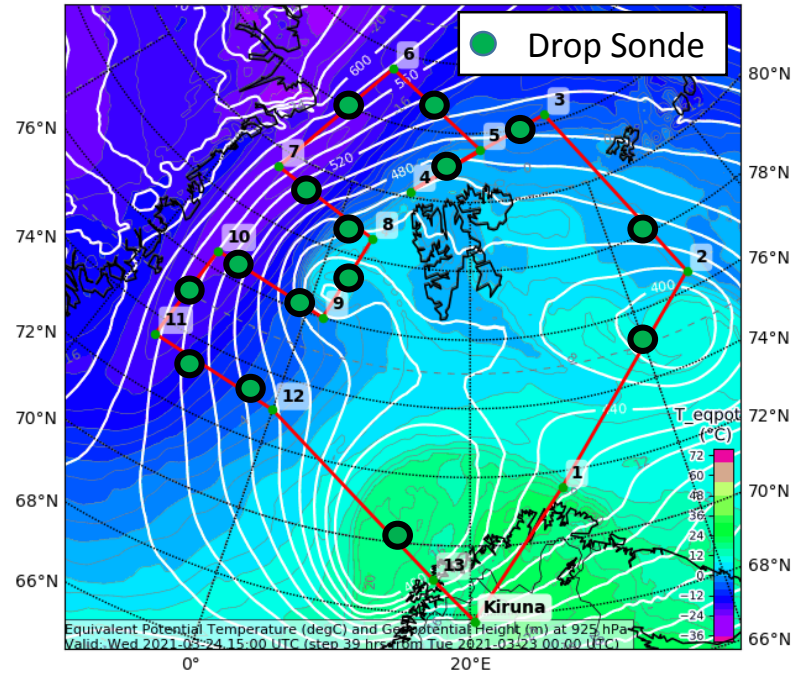 Drop Sonde
6
600
560
80°N
3
76°N
5
7
520
480
4
78°N
8
74°N
10
2
76°N
400
9
11
72°N
74°N
16
12
70°N
72°N
T_eqpot
(°C)
72
60
48
36
24
12
0
−12
−24
−36
1
68°N
70°N
66°N
13
20
68°N
Kiruna
66°N
Equivalent Potential Temperature (degC) and Geopotential Height (m) at 925 hPa
Valid: Wed 2021-03-24 15:00 UTC (step 39 hrs from Tue 2021-03-23 00:00 UTC)
0°
20°E